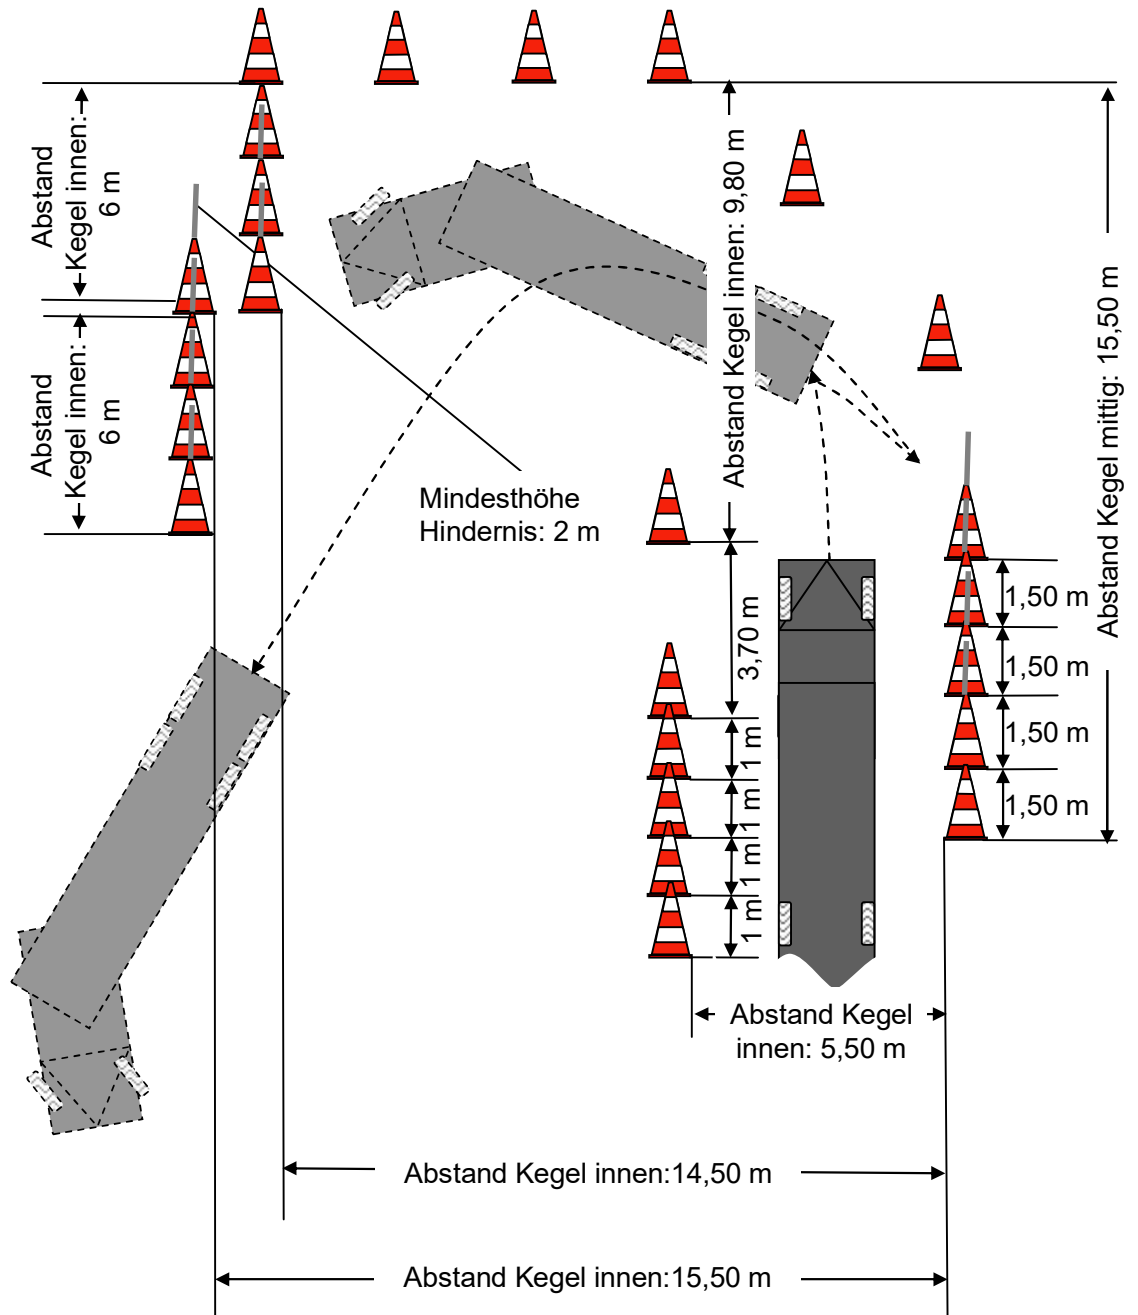 Abstand
Kegel innen:
6 m
Abstand
Kegel innen:
6 m
Abstand Kegel innen: 9,80 m
Abstand Kegel mittig: 15,50 m
Mindesthöhe
Hindernis: 2 m
3,70 m
1 m
1 m
1 m
1 m
1,50 m
1,50 m
1,50 m
1,50 m
Abstand Kegel
innen: 5,50 m
Abstand Kegel innen:14,50 m
Abstand Kegel innen:15,50 m